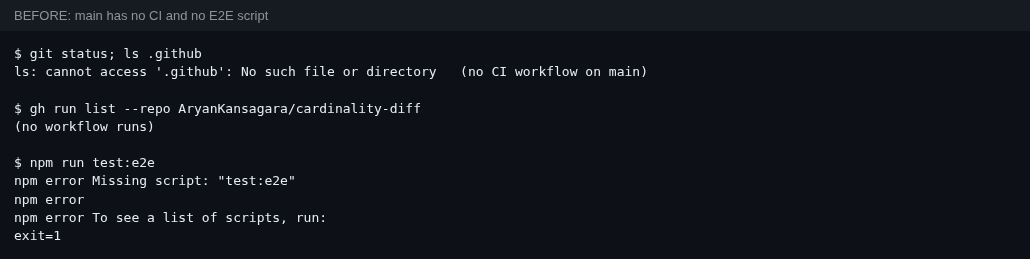 BEFORE: main has no CI and no E2E script
$ git status; ls .github
ls: cannot access '.github': No such file or directory   (no CI workflow on main)
$ gh run list --repo AryanKansagara/cardinality-diff
(no workflow runs)
$ npm run test:e2e
npm error Missing script: "test:e2e"
npm error
npm error To see a list of scripts, run:
exit=1